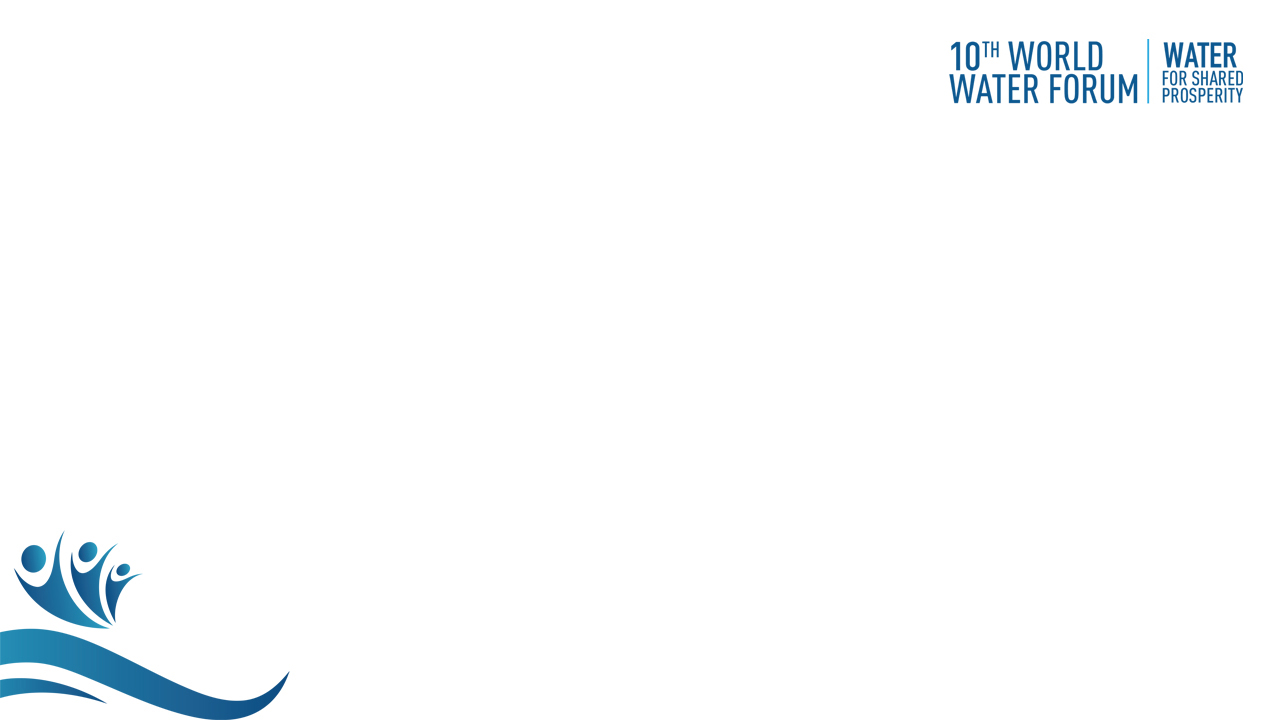 10TH WORLD
WATER FORUM
WATER
FOR SHARED
PROSPERITY